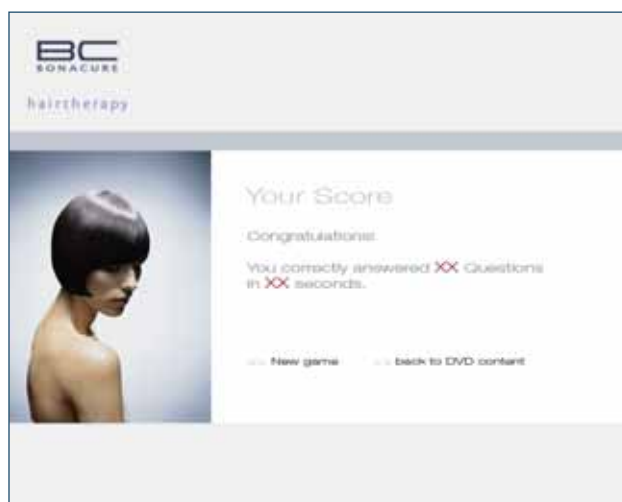 BC
BONACURE
hairtherapy
Your Score
Congratulations!
You correctly answered XX Questions
in XX seconds.
New game
back to DVD content